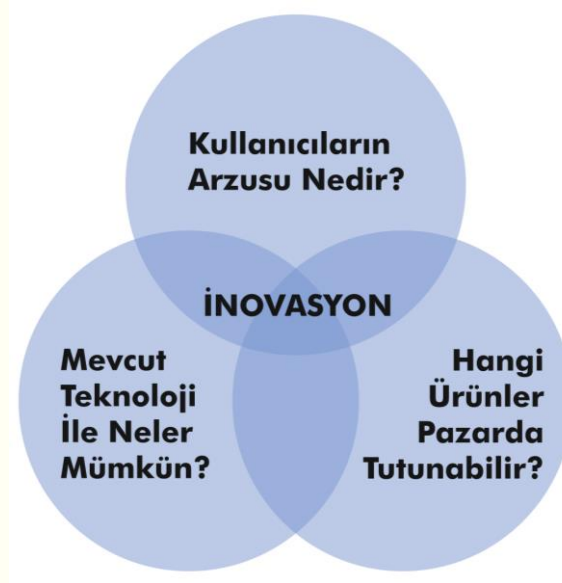 Kullanıcıların
Arzusu Nedir?
İNOVASYON
Mevcut
Teknoloji
İle Neler
Mümkün?
Hangi
Ürünler
Pazarda
Tutunabilir?